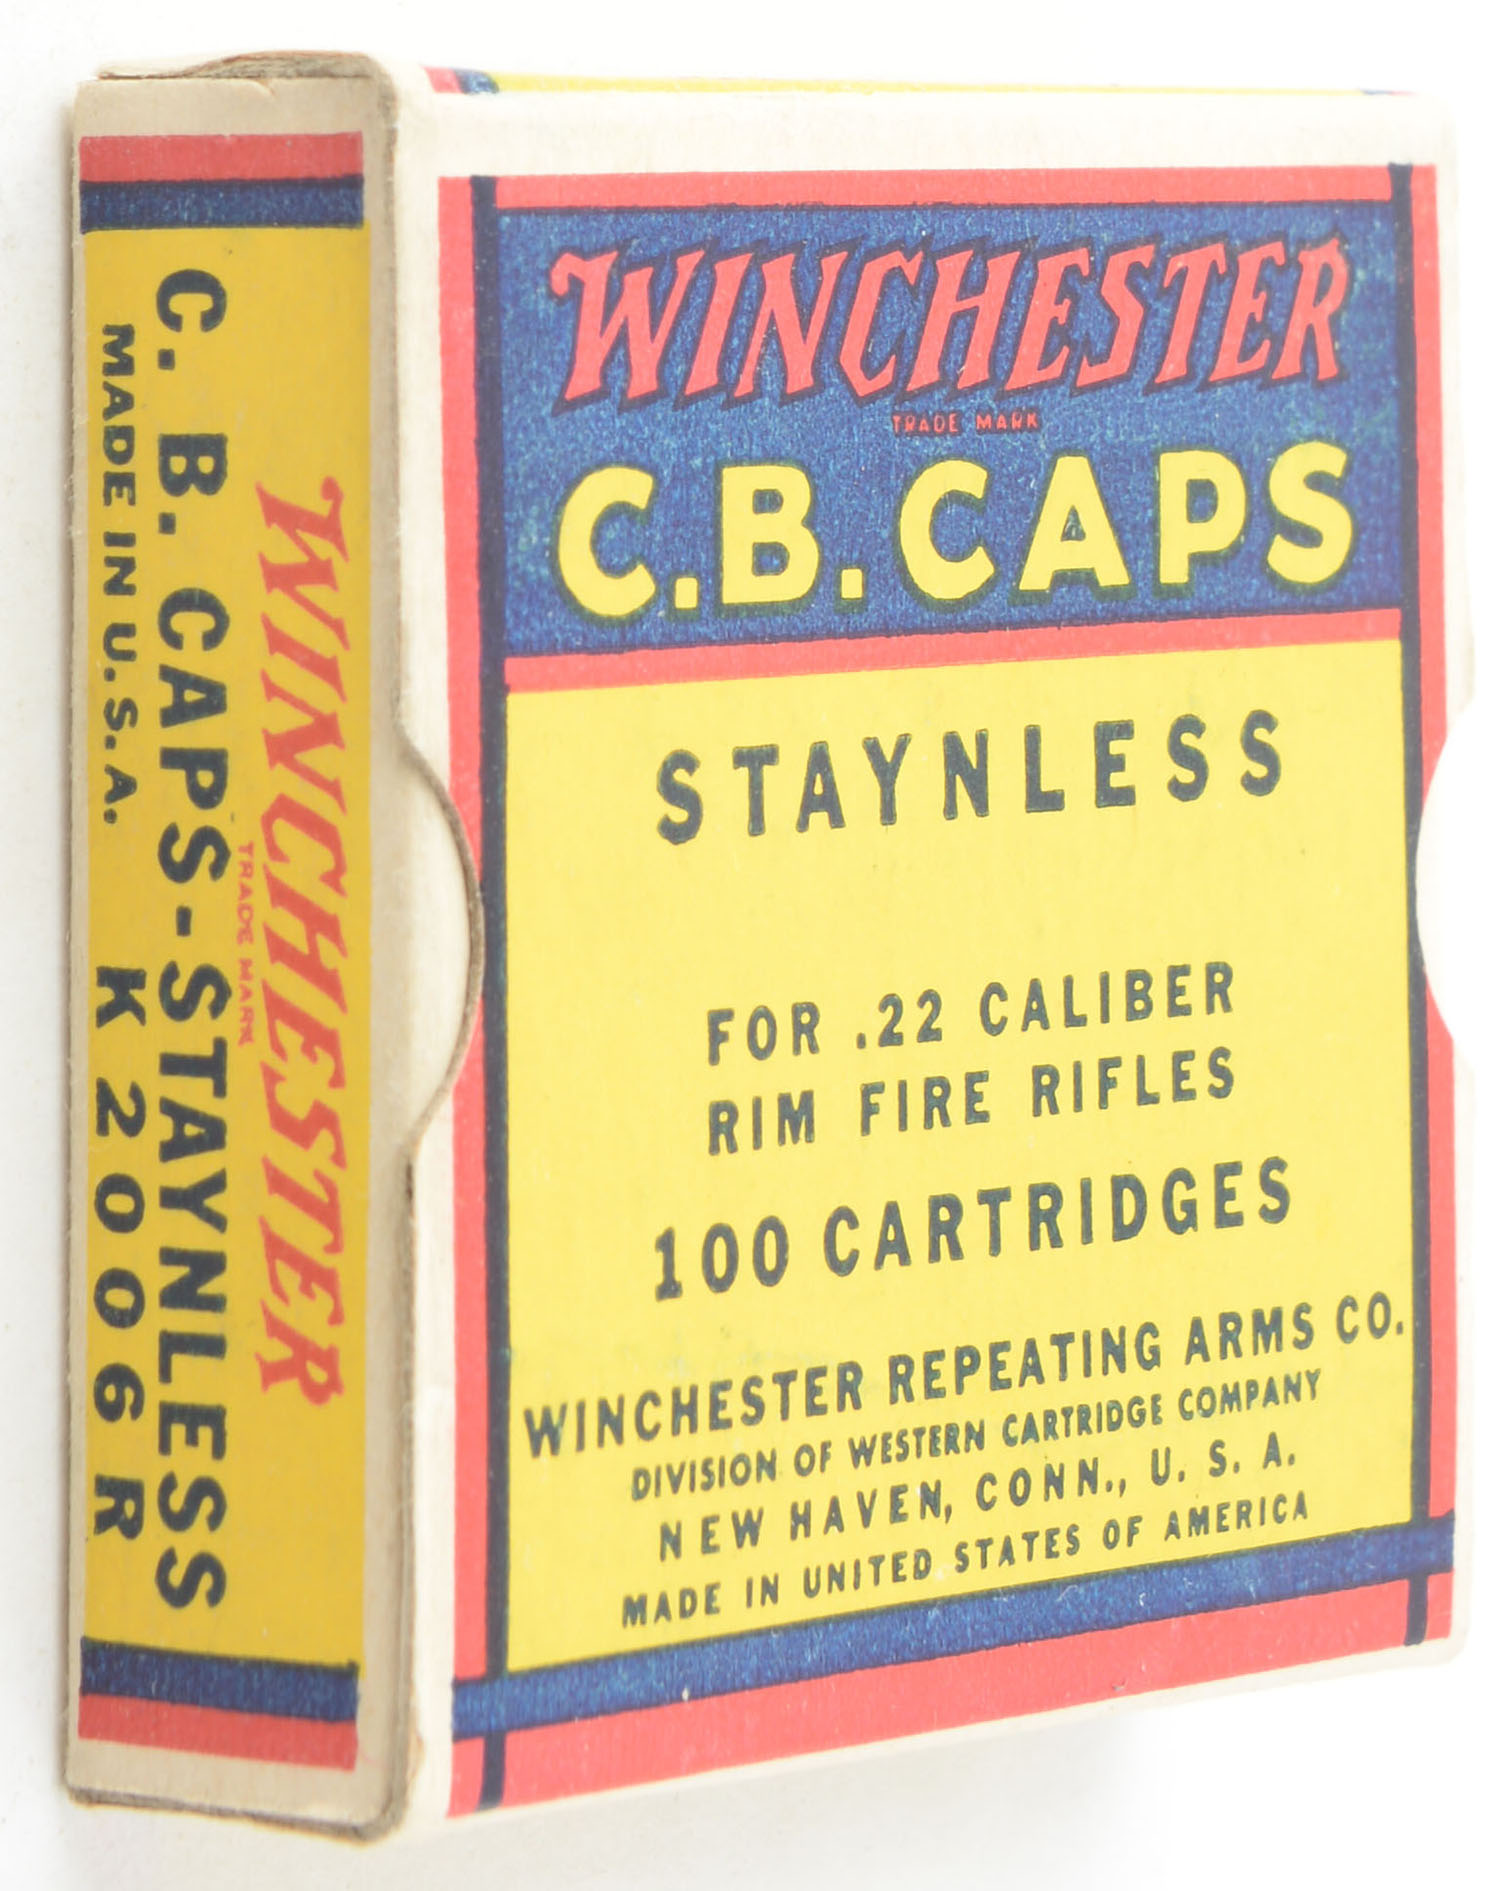 WINCHESTER
TRADE MARK
C.B. CAPS
STAYNLESS
FOR .22 CALIBER
RIM FIRE RIFLES
100 CARTRIDGES
WINCHESTER REPEATING ARMS CO.
DIVISION OF WESTERN CARTRIDGE COMPANY
NEW HAVEN, CONN., U. S. A.
MADE IN UNITED STATES OF AMERICA
WINCHESTER
TRADE MARK
C. B. CAPS-STAYNLESS
MADE IN U.S.A. K2006R